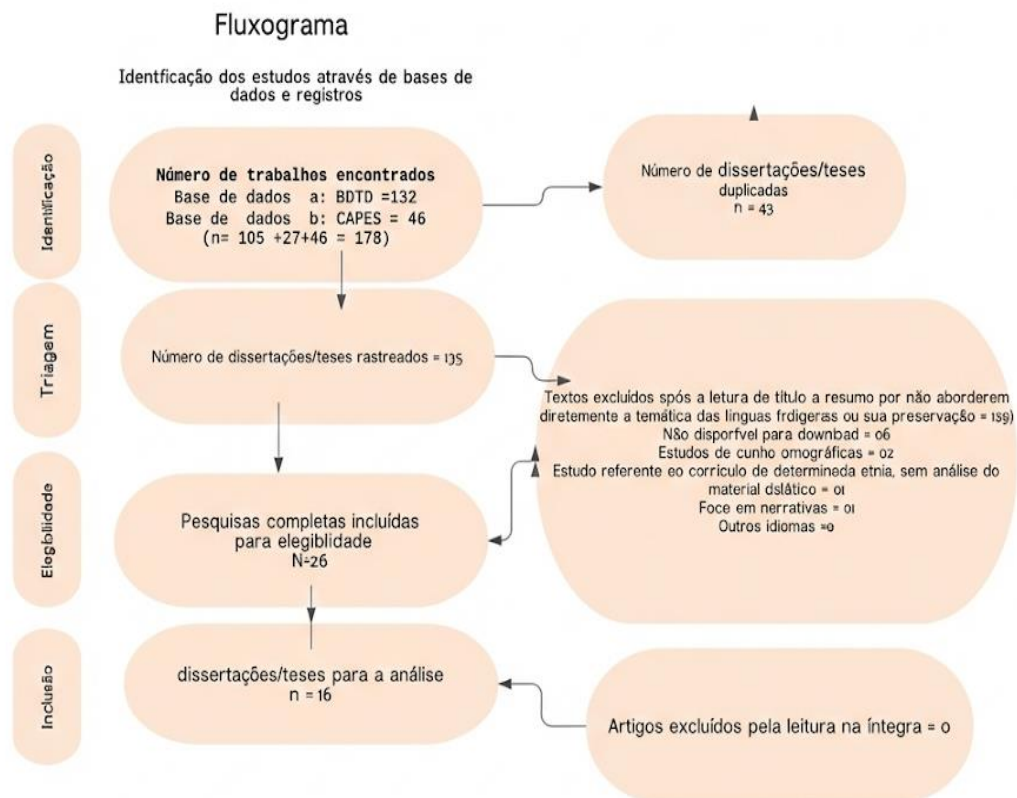 Fluxograma
Identficação dos estudos através de bases de
dados e registros
Identificação
Número de trabalhos encontrados
Base de dados a: BDTD =132
Base de dados b: CAPES = 46
(n= 105 +27+46 = 178)
Número de dissertações/teses
duplicadas
n = 43
Triagem
Número de dissertações/teses rastreados = 135
Textos excluídos spós a letura de título a resumo por não aborderem
diretemente a temática das linguas frdigeras ou sua preservação = 139)
Não disporfvel para downbad = 06
Estudos de cunho omográficas = 02
Estudo referente eo corriculo de determineda etnia, sem análise do
material dslático = 01
Foce em nerrativas = 01
Outros idiomas =0
Elegibilidade
Pesquisas completas incluídas
para elegiblidade
N=26
Inclusão
dissertações/teses para a análise
n = 16
Artigos excluídos pela leitura na íntegra = 0